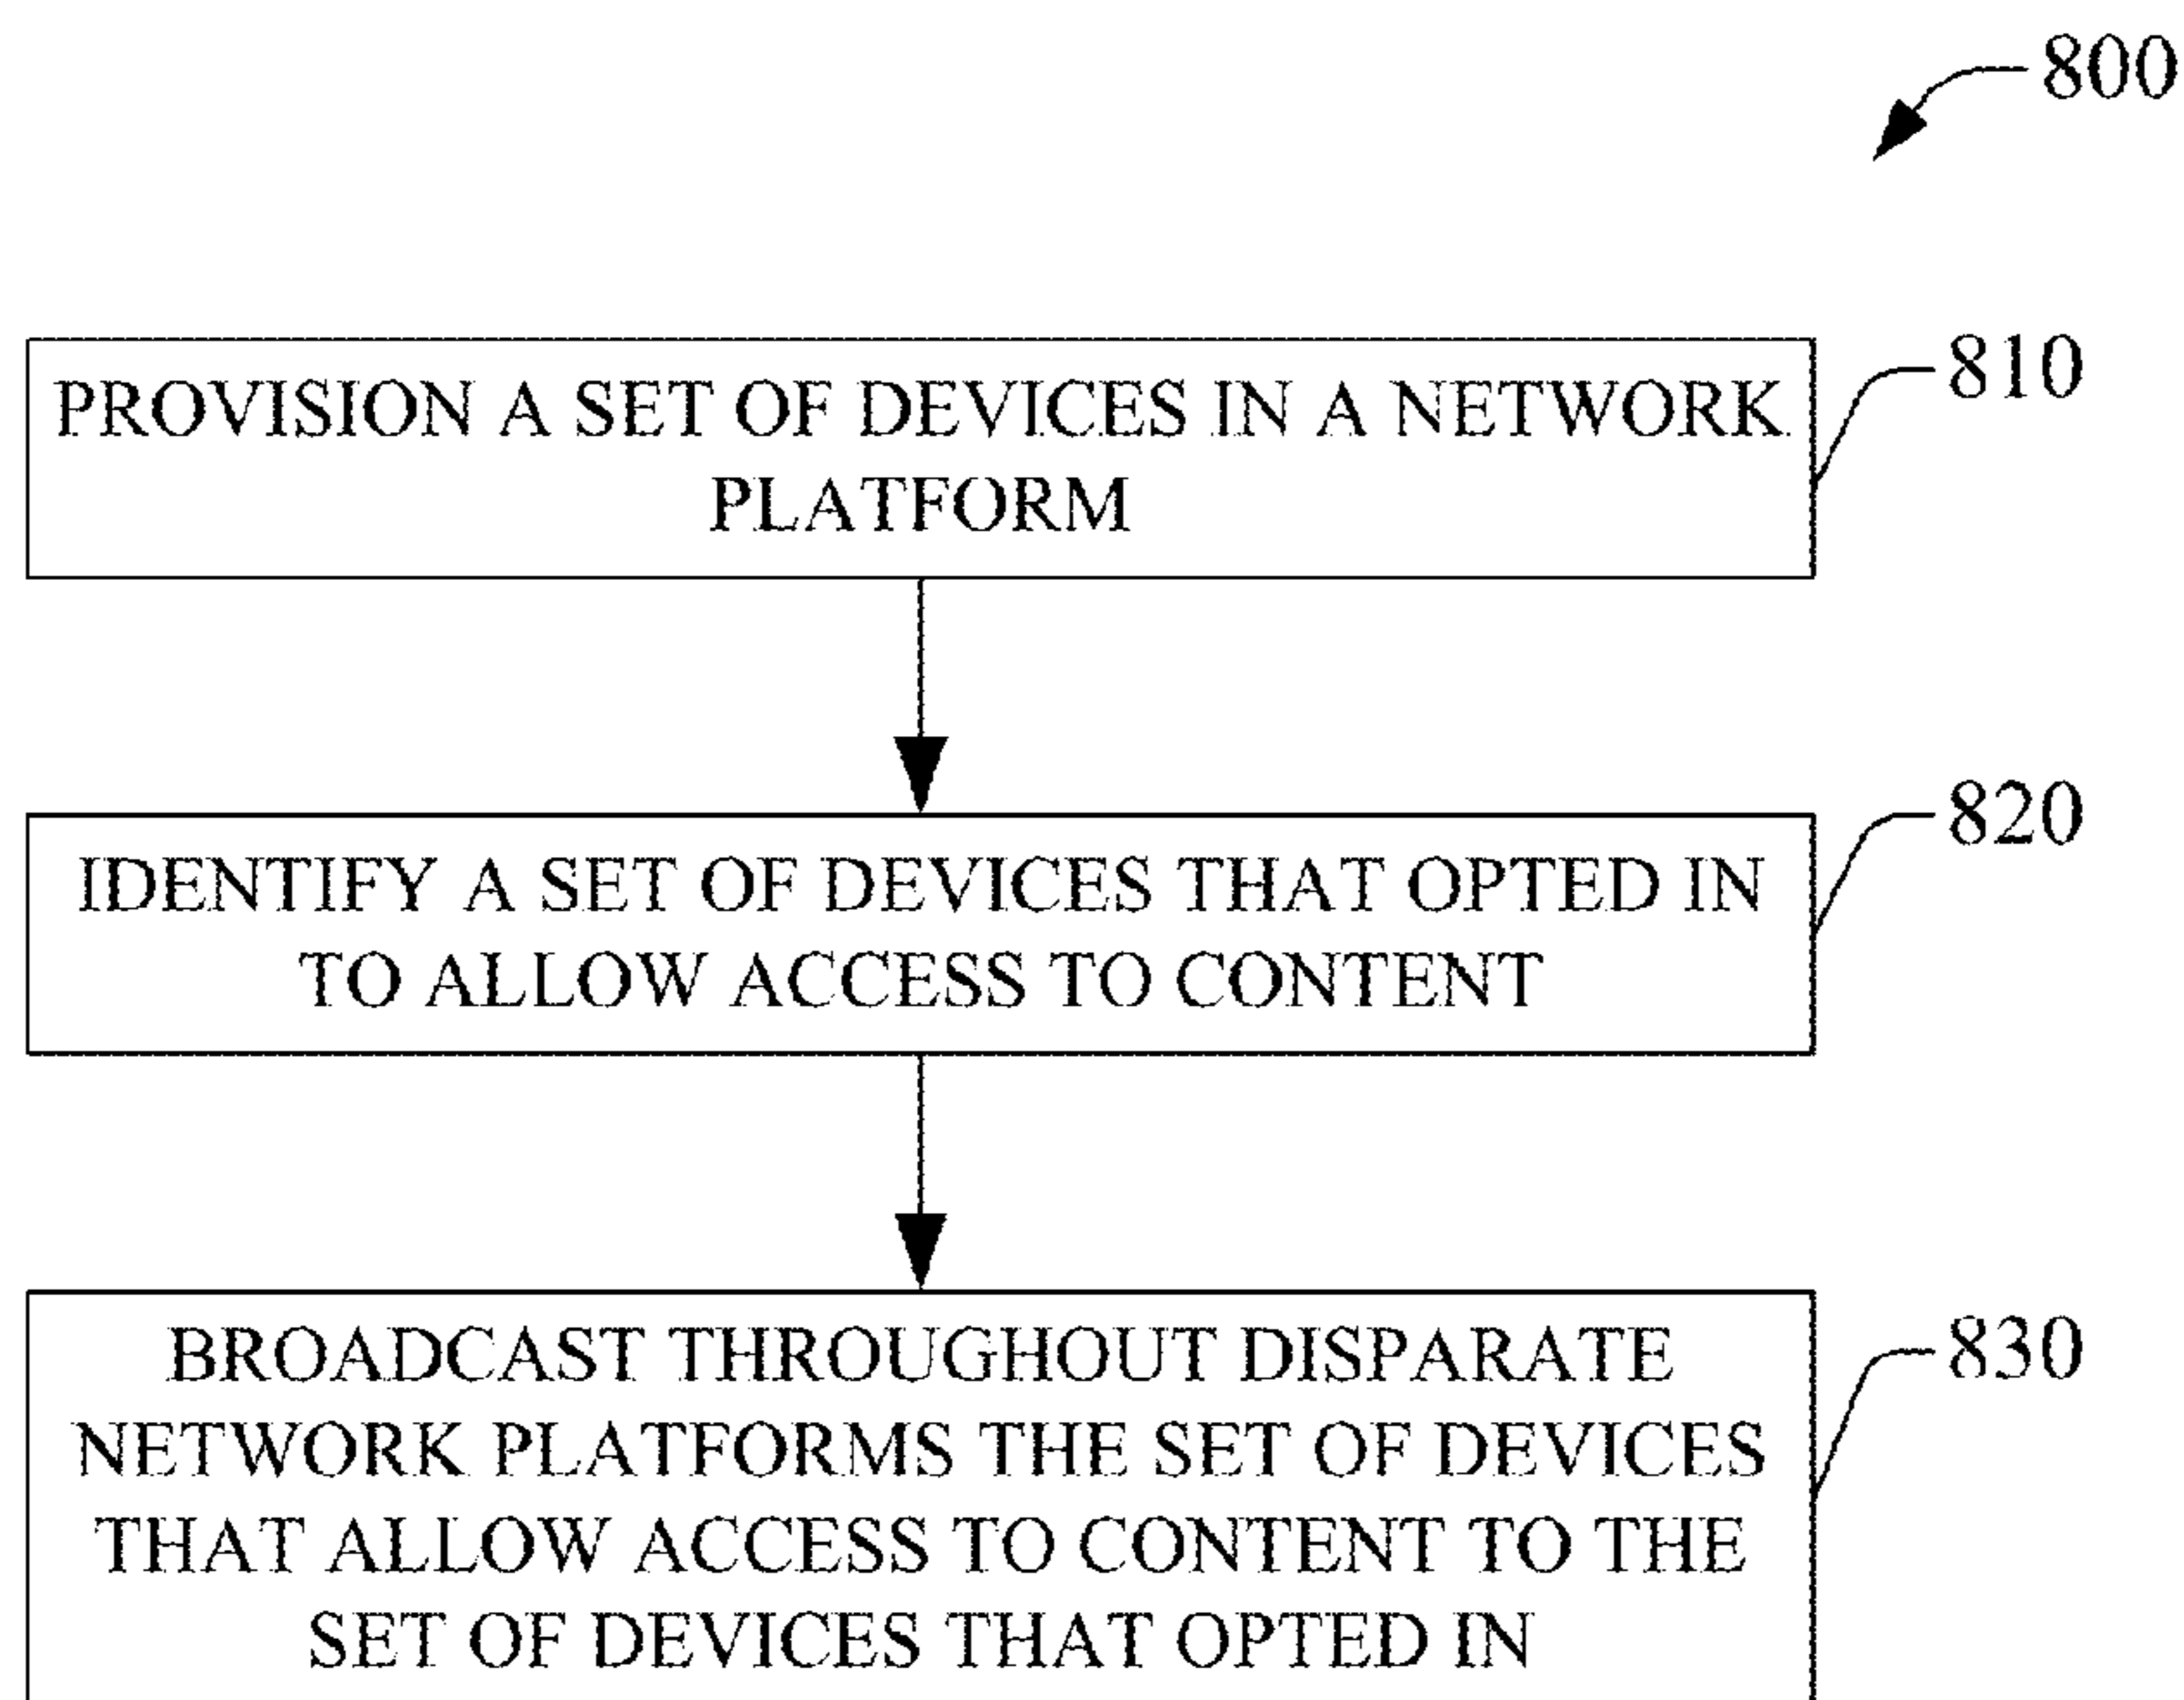 800
810
PROVISION A SET OF DEVICES IN A NETWORK
PLATFORM
820
IDENTIFY A SET OF DEVICES THAT OPTED IN
TO ALLOW ACCESS TO CONTENT
830
BROADCAST THROUGHOUT DISPARATE
NETWORK PLATFORMS THE SET OF DEVICES
THAT ALLOW ACCESS TO CONTENT TO THE
SET OF DEVICES THAT OPTED IN